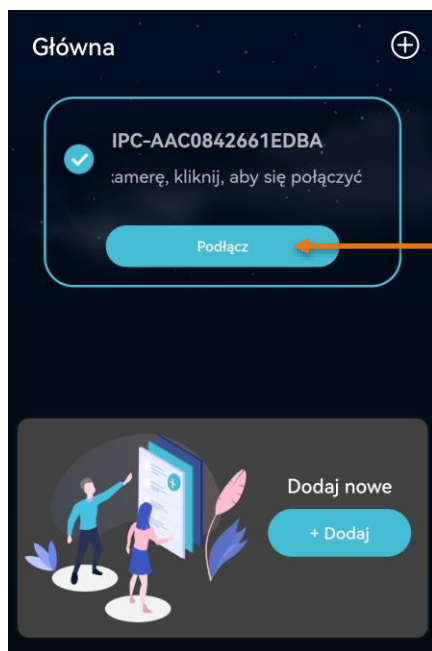 Główna
IPC-AAC0842661EDBA
amerę, kliknij, aby się połączyć
Podłącz
Dodaj nowe
+ Dodaj